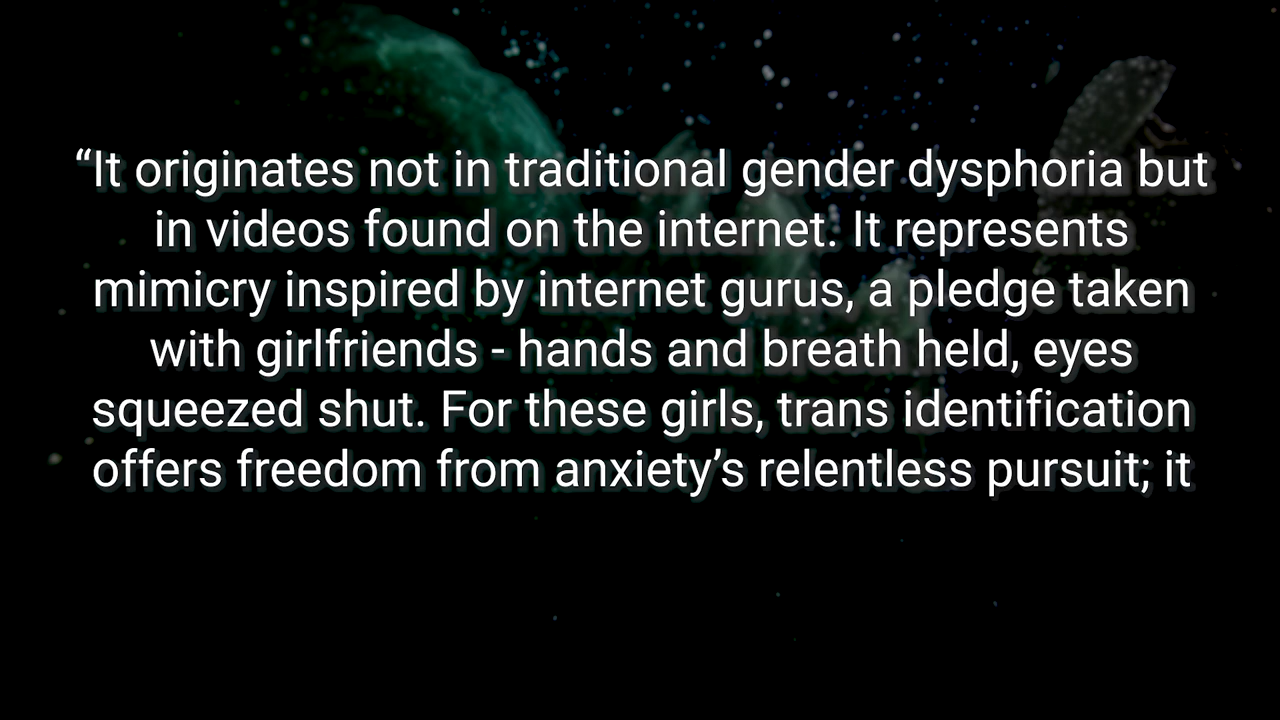 “It originates not in traditional gender dysphoria but
in videos found on the internet. It represents
mimicry inspired by internet gurus, a pledge taken
with girlfriends - hands and breath held, eyes
squeezed shut. For these girls, trans identification
offers freedom from anxiety’s relentless pursuit; it